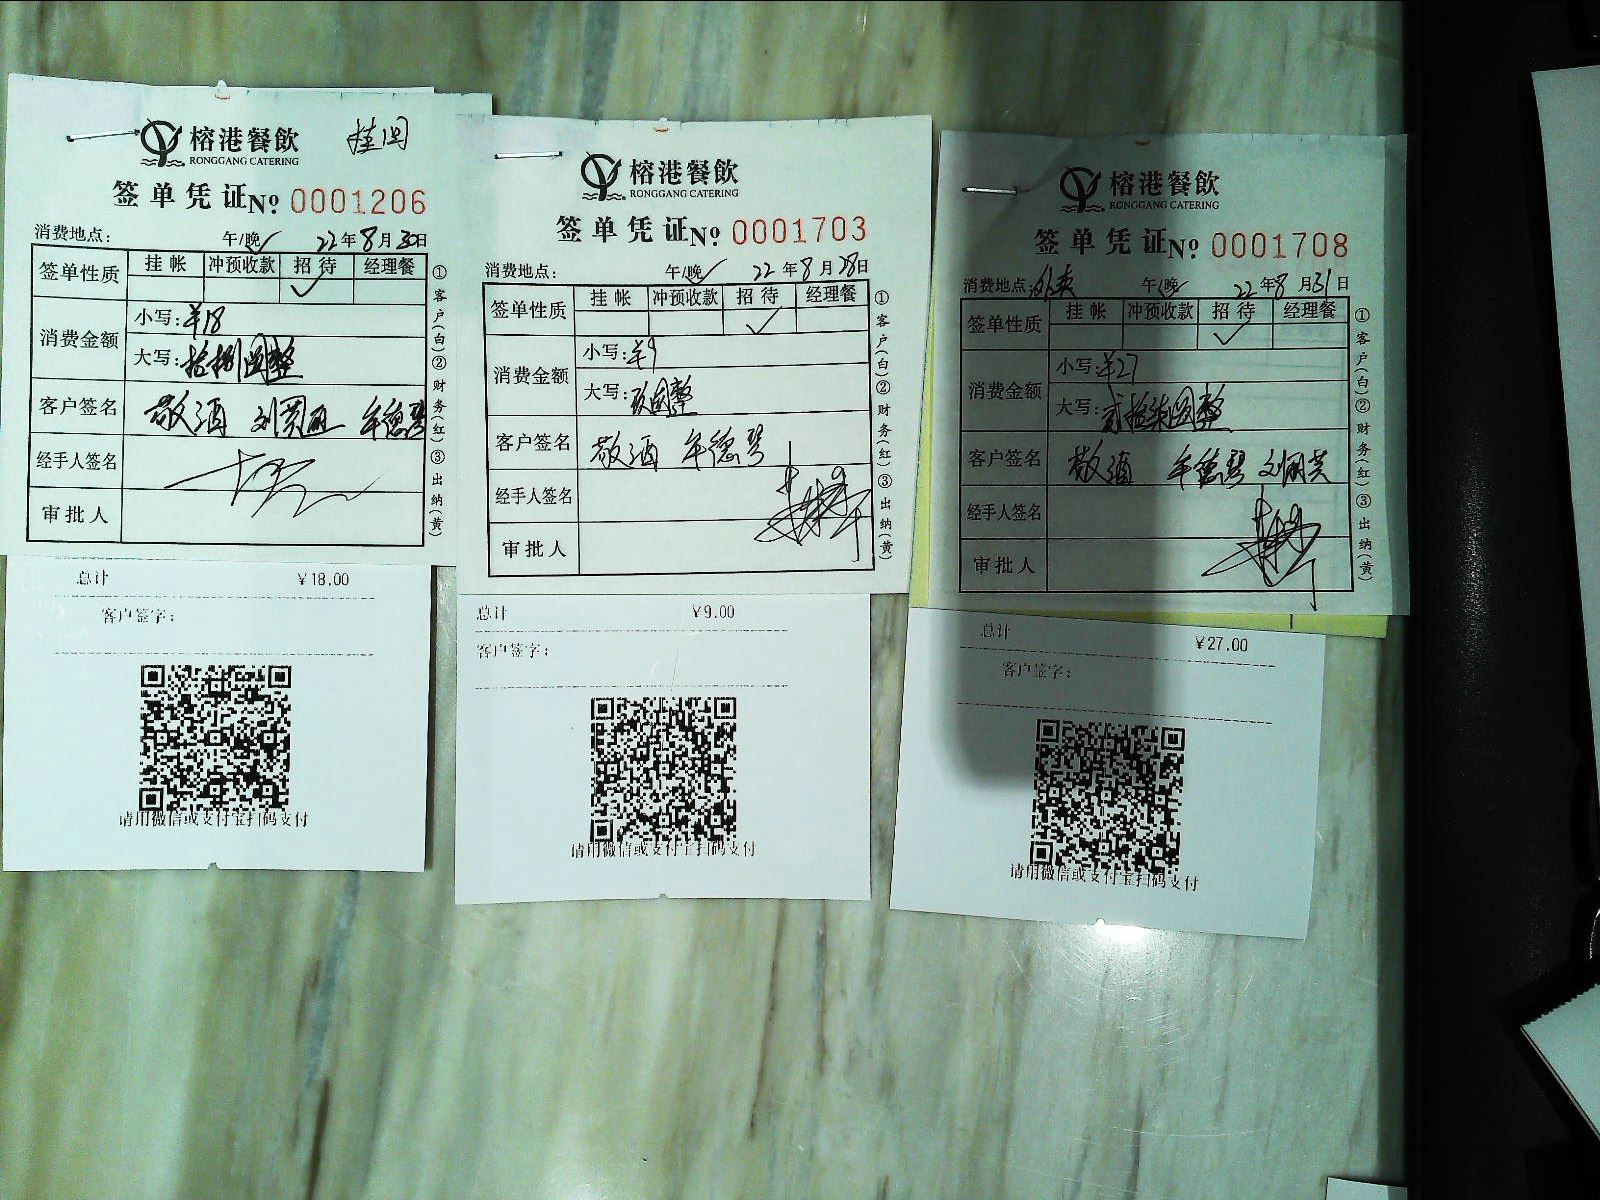 榕港餐飲
RONGGANG CATERING
签单凭证№ 0001206
消费地点: 午/晚✓ 22年8月30日
签单性质 挂帐 冲预收款 招待 经理餐
✓
消费金额
小写:¥18
大写:拾捌圆整
客户签名 敬酒 牟德琴
经手人签名
审批人
①客户(白)②财务(红)③出纳(黄)
总计 ¥18.00
客户签字:
请用微信或支付宝扫码支付
榕港餐飲
RONGGANG CATERING
签单凭证№ 0001703
消费地点: 午/晚✓ 22年8月28日
签单性质 挂帐 冲预收款 招待 经理餐
✓
消费金额
小写:¥9
大写:玖圆整
客户签名 敬酒 牟德琴
经手人签名
审批人
①客户(白)②财务(红)③出纳(黄)
总计 ¥9.00
客户签字:
请用微信或支付宝扫码支付
榕港餐飲
RONGGANG CATERING
签单凭证№ 0001708
消费地点:外卖 午/晚✓ 22年8月31日
签单性质 挂帐 冲预收款 招待 经理餐
✓
消费金额
小写:¥27
大写:贰拾柒圆整
客户签名 敬酒 牟德琴
经手人签名
审批人
①客户(白)②财务(红)③出纳(黄)
总计 ¥27.00
客户签字:
请用微信或支付宝扫码支付